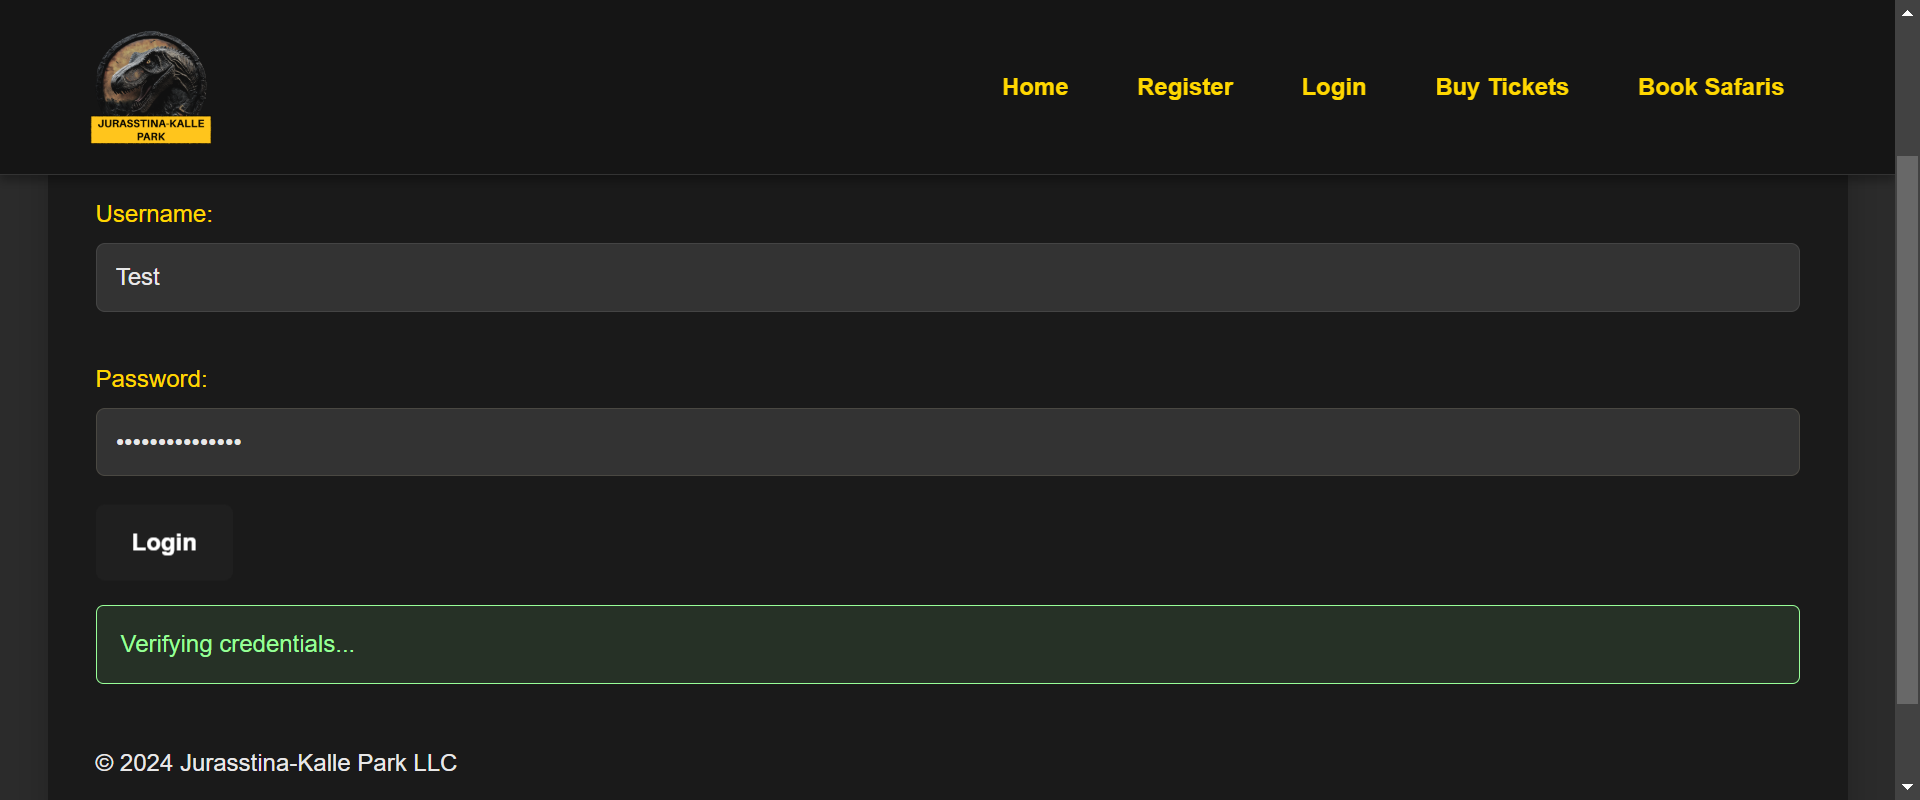 JURASSTINA-KALLE
PARK
Home Register Login Buy Tickets Book Safaris
Username:
Test
Password:
•••••••••••••••
Login
Verifying credentials...
© 2024 Jurasstina-Kalle Park LLC